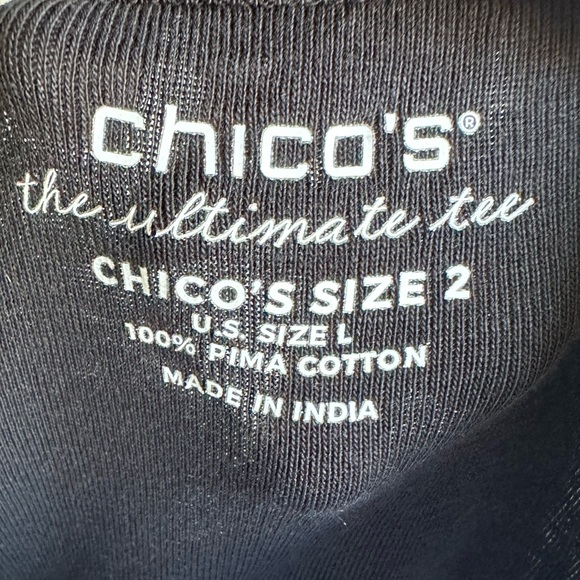 chico's®
the ultimate tee
CHICO'S SIZE 2
U.S. SIZE L
100% PIMA COTTON
MADE IN INDIA